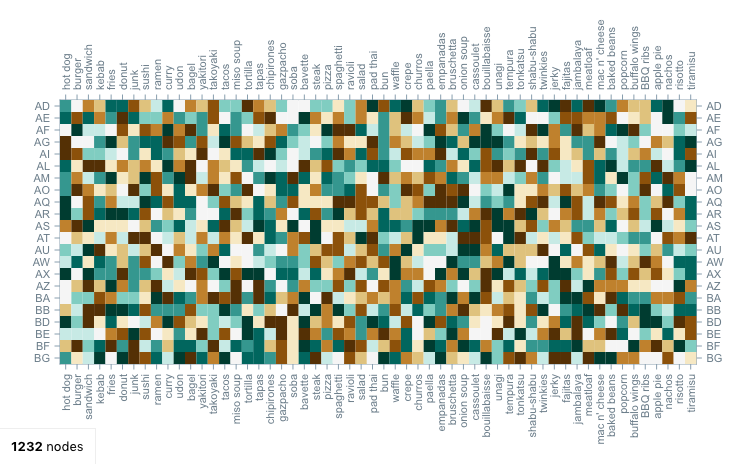 hot dog burger sandwich kebab fries donut junk sushi ramen curry udon bagel yakitori takoyaki tacos miso soup tortilla tapas chipirones gazpacho soba bavette steak pizza spaghetti ravioli salad pad thai bun waffle crepe churros paella empanadas bruschetta onion soup cassoulet bouillabaisse unagi tempura tonkatsu shabu-shabu twinkies jerky fajitas jambalaya meatloaf mac n' cheese baked beans popcorn buffalo wings BBQ ribs apple pie nachos risotto tiramisu
AD AD
AE AE
AF AF
AG AG
AI AI
AL AL
AM AM
AO AO
AQ AQ
AR AR
AS AS
AT AT
AU AU
AW AW
AX AX
AZ AZ
BA BA
BB BB
BD BD
BE BE
BF BF
BG BG
hot dog burger sandwich kebab fries donut junk sushi ramen curry udon bagel yakitori takoyaki tacos miso soup tortilla tapas chipirones gazpacho soba bavette steak pizza spaghetti ravioli salad pad thai bun waffle crepe churros paella empanadas bruschetta onion soup cassoulet bouillabaisse unagi tempura tonkatsu shabu-shabu twinkies jerky fajitas jambalaya meatloaf mac n' cheese baked beans popcorn buffalo wings BBQ ribs apple pie nachos risotto tiramisu
1232 nodes